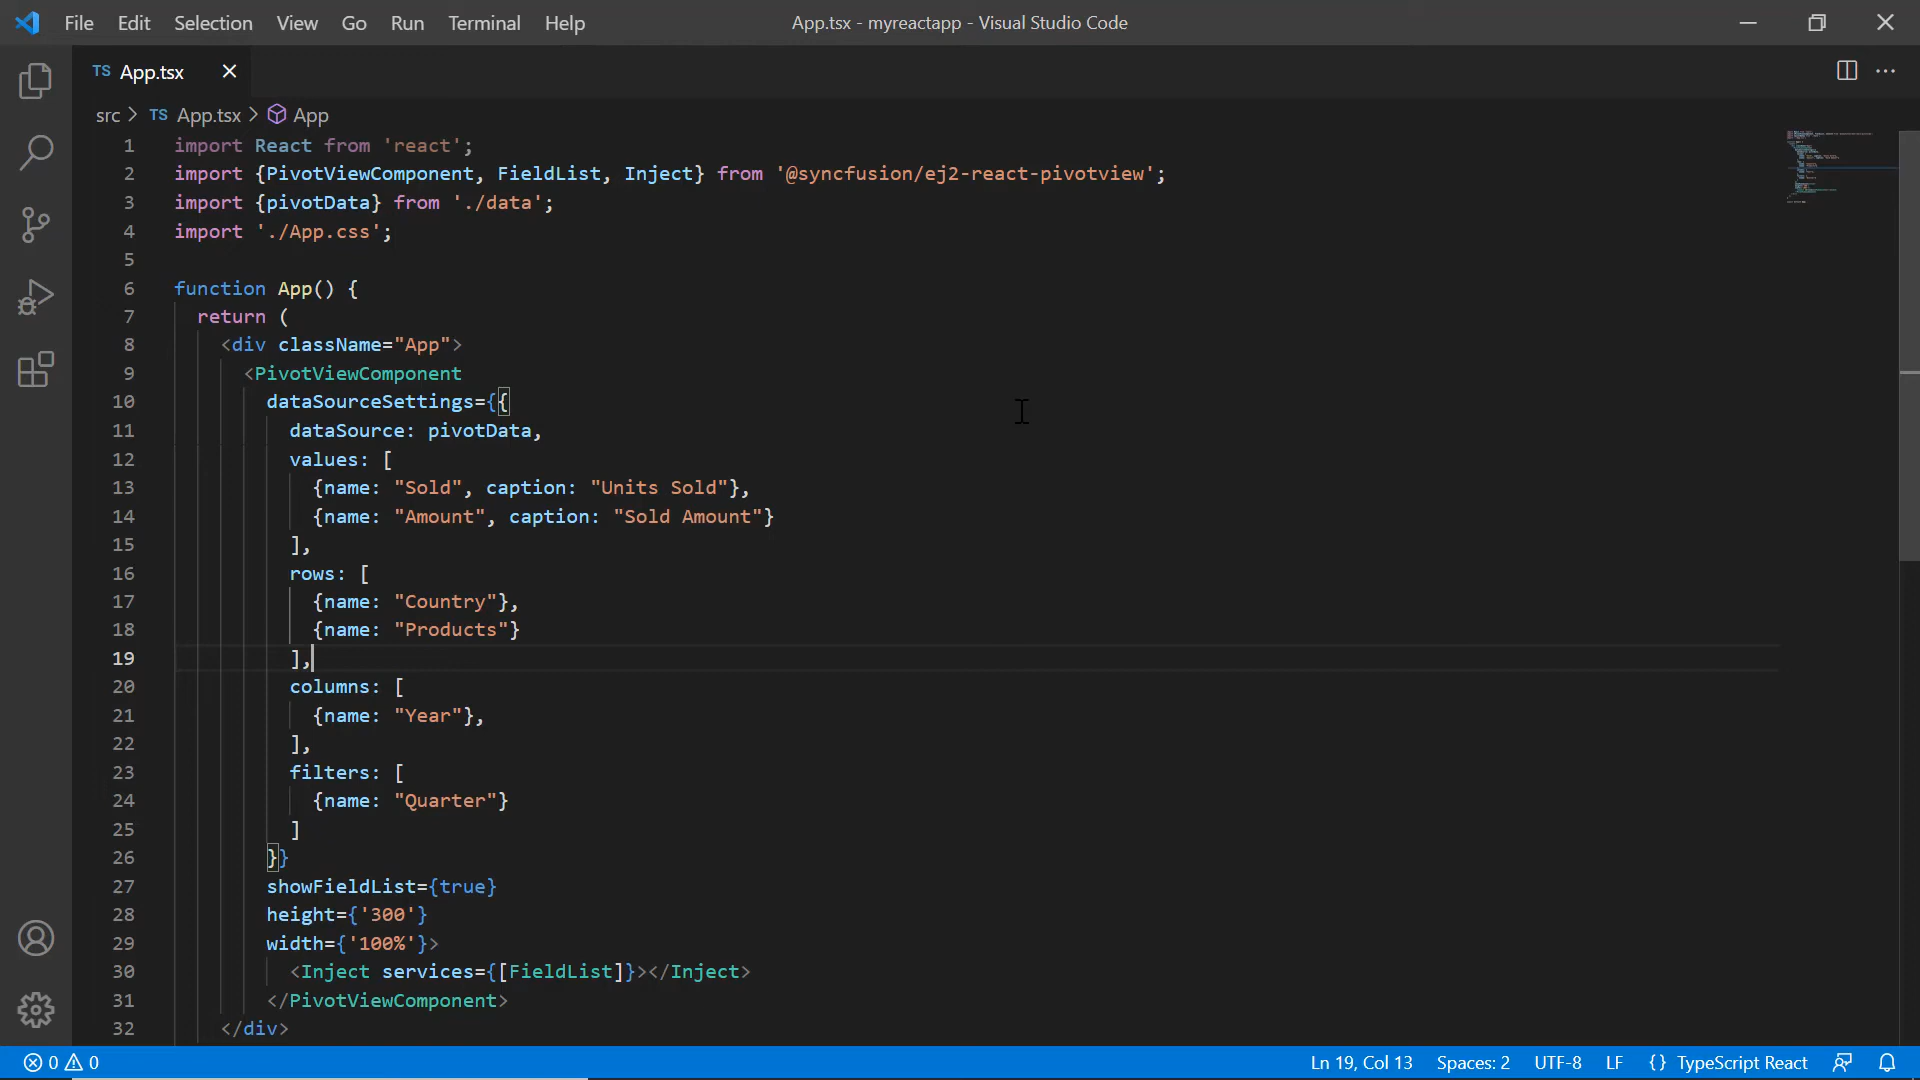 File Edit Selection View Go Run Terminal Help App.tsx - myreactapp - Visual Studio Code
TS App.tsx
src > TS App.tsx > App
1 import React from 'react';
2 import {PivotViewComponent, FieldList, Inject} from '@syncfusion/ej2-react-pivotview';
3 import {pivotData} from './data';
4 import './App.css';
5
6 function App() {
7 return (
8 <div className="App">
9 <PivotViewComponent
10 dataSourceSettings={{
11 dataSource: pivotData,
12 values: [
13 {name: "Sold", caption: "Units Sold"},
14 {name: "Amount", caption: "Sold Amount"}
15 ],
16 rows: [
17 {name: "Country"},
18 {name: "Products"}
19 ],
20 columns: [
21 {name: "Year"},
22 ],
23 filters: [
24 {name: "Quarter"}
25 ]
26 }}
27 showFieldList={true}
28 height={'300'}
29 width={'100%'}>
30 <Inject services={[FieldList]}></Inject>
31 </PivotViewComponent>
32 </div>
0 0 Ln 19, Col 13 Spaces: 2 UTF-8 LF {} TypeScript React